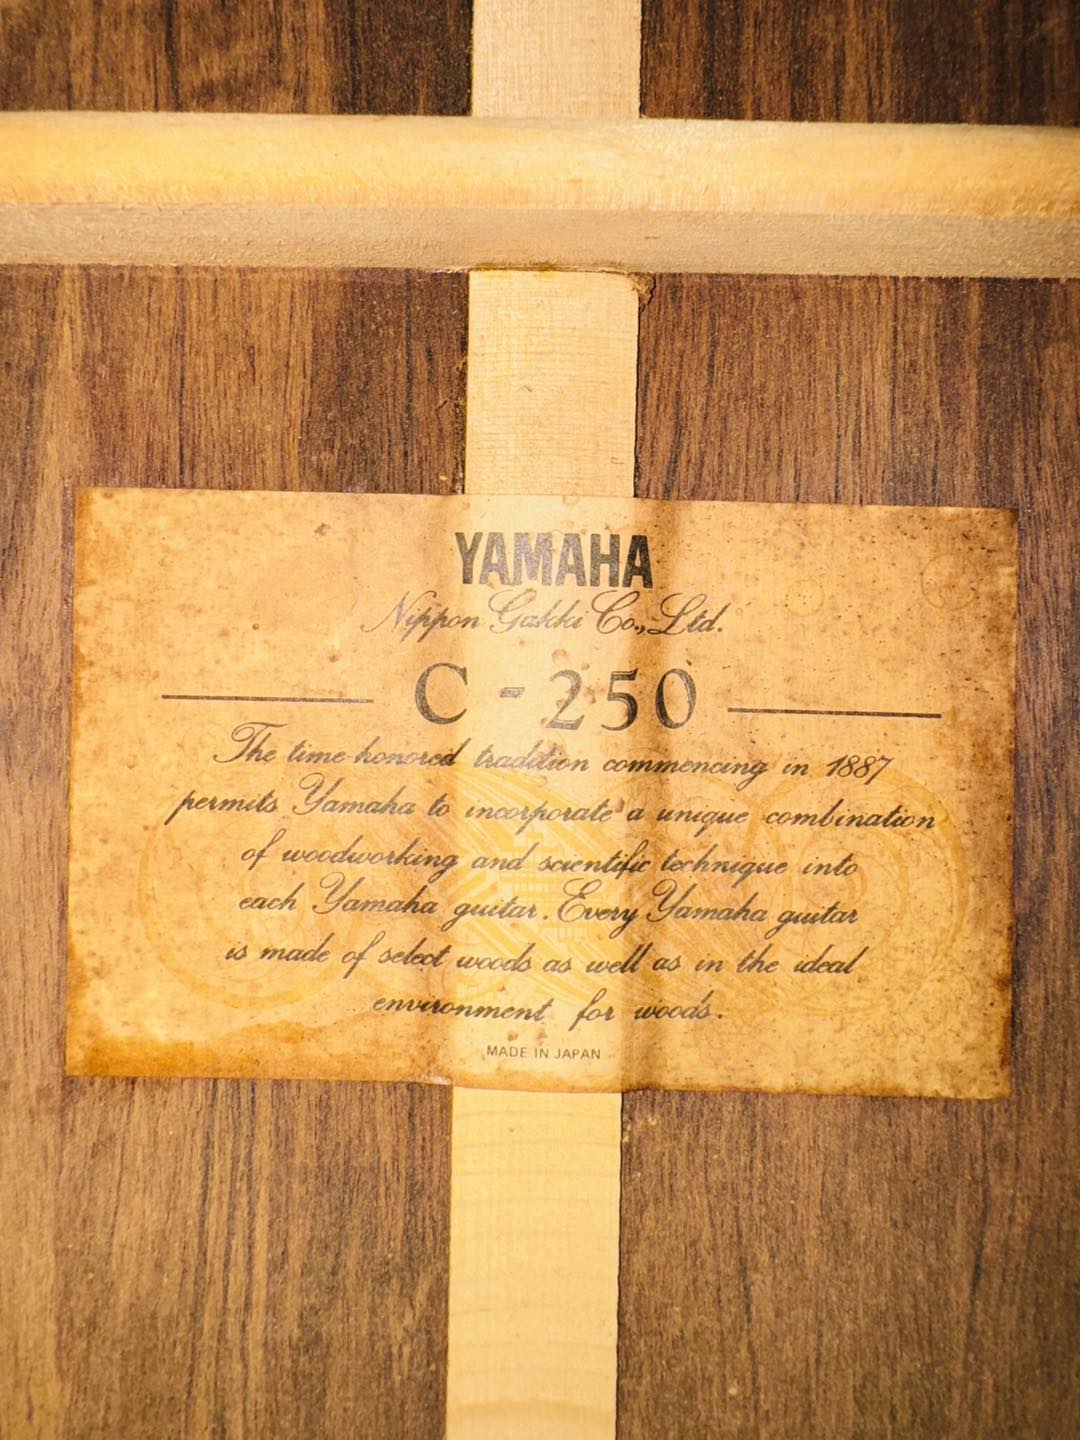 YAMAHA
Nippon Gakki Co., Ltd.
C-250
The time-honored tradition commencing in 1887
permits Yamaha to incorporate a unique combination
of woodworking and scientific technique into
each Yamaha guitar. Every Yamaha guitar
is made of select woods as well as in the ideal
environment for woods.
MADE IN JAPAN